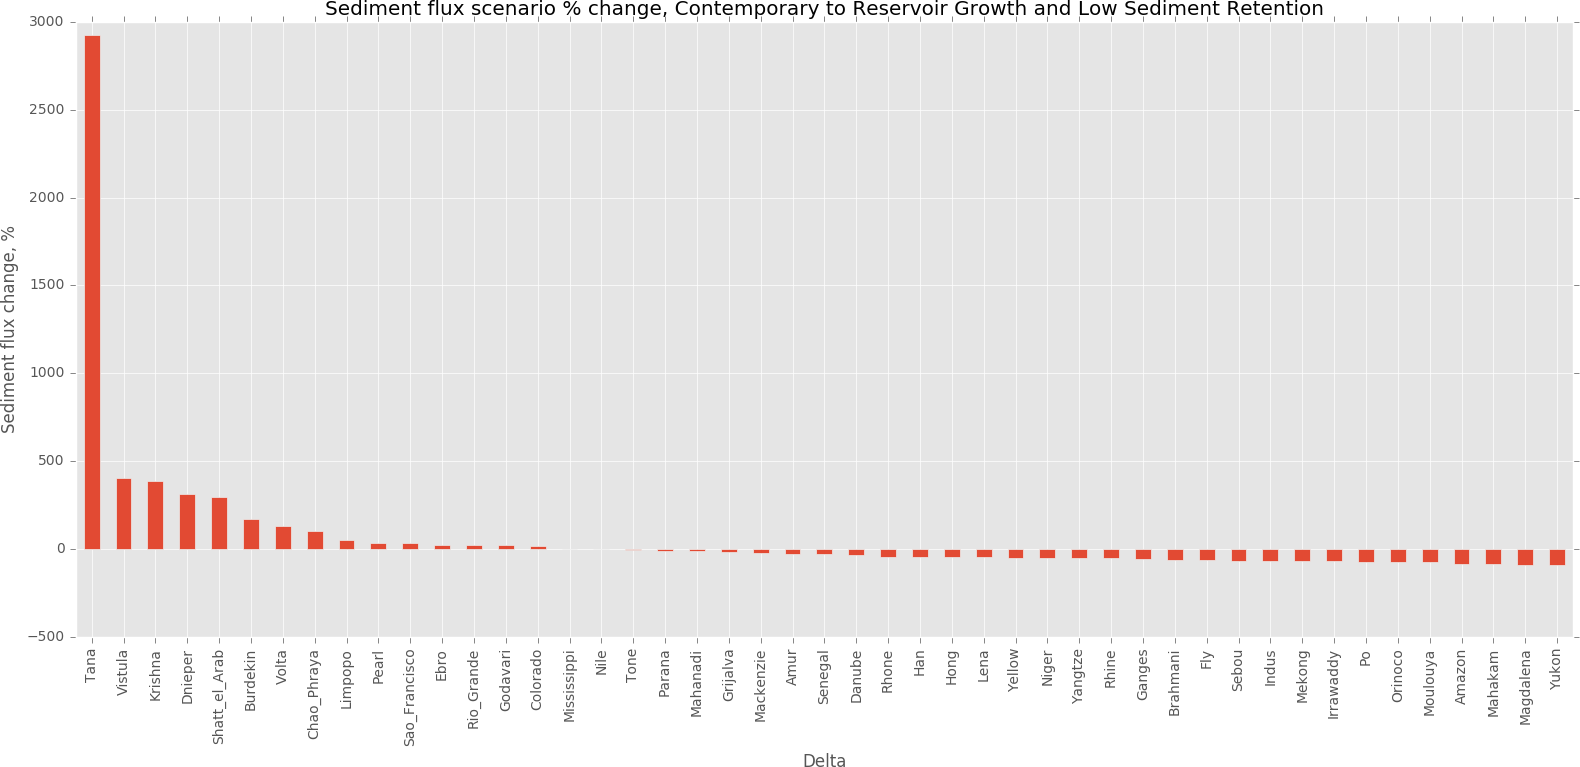 Sediment flux scenario % change, Contemporary to Reservoir Growth and Low Sediment Retention
Sediment flux change, %
3000
2500
2000
1500
1000
500
0
−500
Tana
Vistula
Krishna
Dnieper
Shatt_el_Arab
Burdekin
Volta
Chao_Phraya
Limpopo
Pearl
Sao_Francisco
Ebro
Rio_Grande
Godavari
Colorado
Mississippi
Nile
Tone
Parana
Mahanadi
Grijalva
Mackenzie
Amur
Senegal
Danube
Rhone
Han
Hong
Lena
Yellow
Niger
Yangtze
Rhine
Ganges
Brahmani
Fly
Sebou
Indus
Mekong
Irrawaddy
Po
Orinoco
Moulouya
Amazon
Mahakam
Magdalena
Yukon
Delta